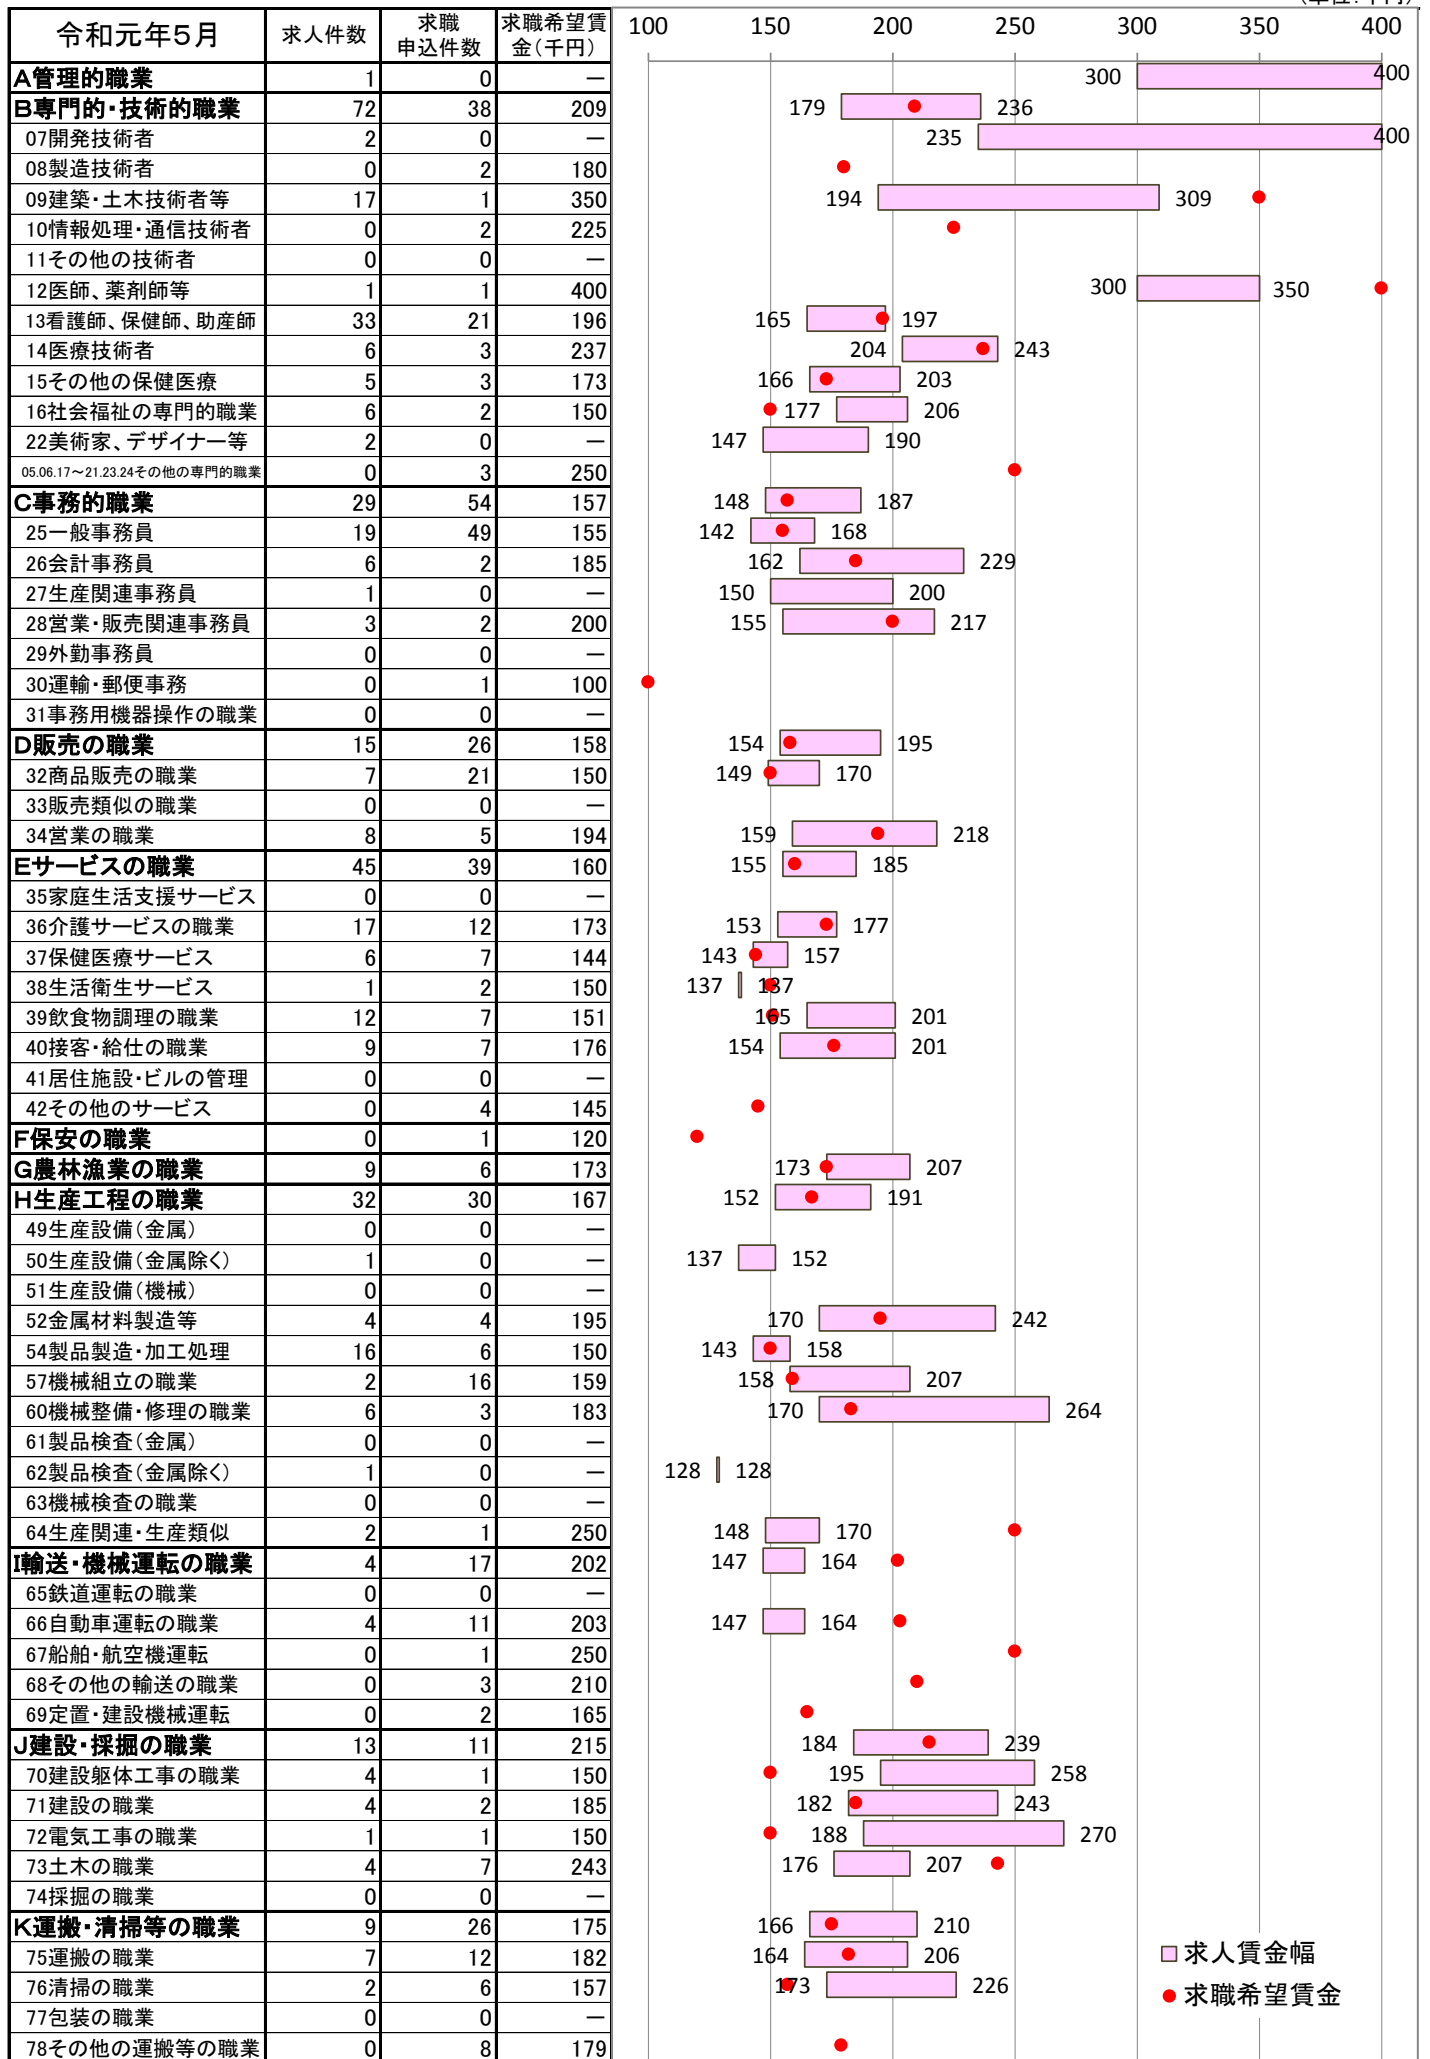 (単位:千円)
令和元年5月 求人件数 求職申込件数 求職希望賃金(千円) 100 150 200 250 300 350 400
A管理的職業 1 0 ― 300 400
B専門的・技術的職業 72 38 209 179 236
07開発技術者 2 0 ― 235 400
08製造技術者 0 2 180
09建築・土木技術者等 17 1 350 194 309
10情報処理・通信技術者 0 2 225
11その他の技術者 0 0 ―
12医師、薬剤師等 1 1 400 300 350
13看護師、保健師、助産師 33 21 196 165 197
14医療技術者 6 3 237 204 243
15その他の保健医療 5 3 173 166 203
16社会福祉の専門的職業 6 2 150 177 206
22美術家、デザイナー等 2 0 ― 147 190
05.06.17～21.23.24その他の専門的職業 0 3 250
C事務的職業 29 54 157 148 187
25一般事務員 19 49 155 142 168
26会計事務員 6 2 185 162 229
27生産関連事務員 1 0 ― 150 200
28営業・販売関連事務員 3 2 200 155 217
29外勤事務員 0 0 ―
30運輸・郵便事務 0 1 100
31事務用機器操作の職業 0 0 ―
D販売の職業 15 26 158 154 195
32商品販売の職業 7 21 150 149 170
33販売類似の職業 0 0 ―
34営業の職業 8 5 194 159 218
Eサービスの職業 45 39 160 155 185
35家庭生活支援サービス 0 0 ―
36介護サービスの職業 17 12 173 153 177
37保健医療サービス 6 7 144 143 157
38生活衛生サービス 1 2 150 137 137
39飲食物調理の職業 12 7 151 165 201
40接客・給仕の職業 9 7 176 154 201
41居住施設・ビルの管理 0 0 ―
42その他のサービス 0 4 145
F保安の職業 0 1 120
G農林漁業の職業 9 6 173 173 207
H生産工程の職業 32 30 167 152 191
49生産設備(金属) 0 0 ―
50生産設備(金属除く) 1 0 ― 137 152
51生産設備(機械) 0 0 ―
52金属材料製造等 4 4 195 170 242
54製品製造・加工処理 16 6 150 143 158
57機械組立の職業 2 16 159 158 207
60機械整備・修理の職業 6 3 183 170 264
61製品検査(金属) 0 0 ―
62製品検査(金属除く) 1 0 ― 128 128
63機械検査の職業 0 0 ―
64生産関連・生産類似 2 1 250 148 170
I輸送・機械運転の職業 4 17 202 147 164
65鉄道運転の職業 0 0 ―
66自動車運転の職業 4 11 203 147 164
67船舶・航空機運転 0 1 250
68その他の輸送の職業 0 3 210
69定置・建設機械運転 0 2 165
J建設・採掘の職業 13 11 215 184 239
70建設躯体工事の職業 4 1 150 195 258
71建設の職業 4 2 185 182 243
72電気工事の職業 1 1 150 188 270
73土木の職業 4 7 243 176 207
74採掘の職業 0 0 ―
K運搬・清掃等の職業 9 26 175 166 210
75運搬の職業 7 12 182 164 206
76清掃の職業 2 6 157 173 226
77包装の職業 0 0 ―
78その他の運搬等の職業 0 8 179
求人賃金幅
求職希望賃金